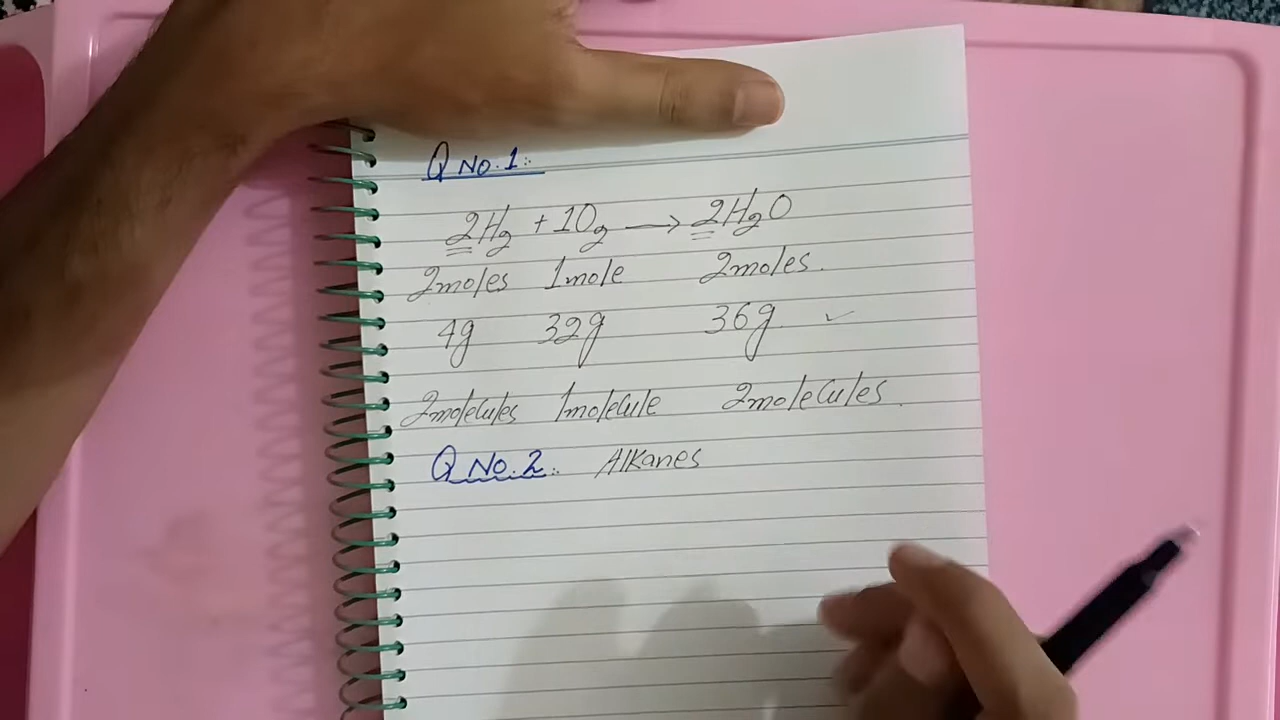 Q No.1:
2H₂ + 1O₂ → 2H₂O
2moles 1mole 2moles.
4g 32g 36g ✓
2molecules 1molecule 2molecules.
Q No.2: Alkanes